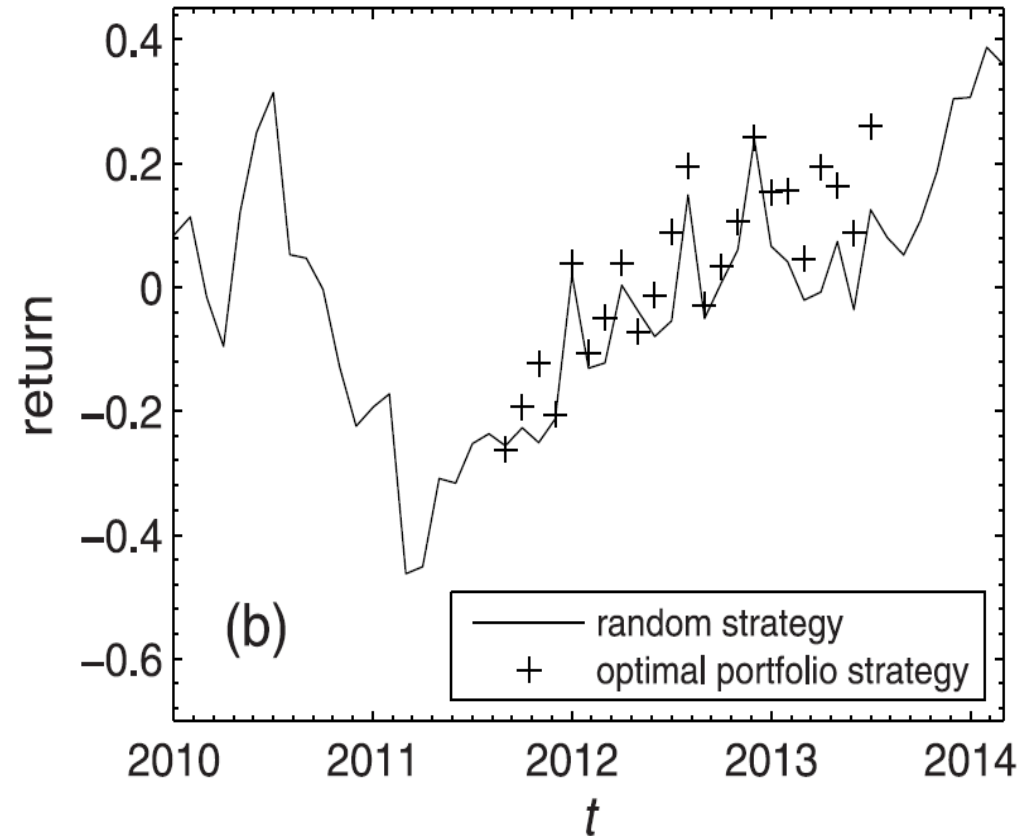 0.4
0.2
0
−0.2
−0.4
−0.6
return
(b)
random strategy
optimal portfolio strategy
2010 2011 2012 2013 2014
t